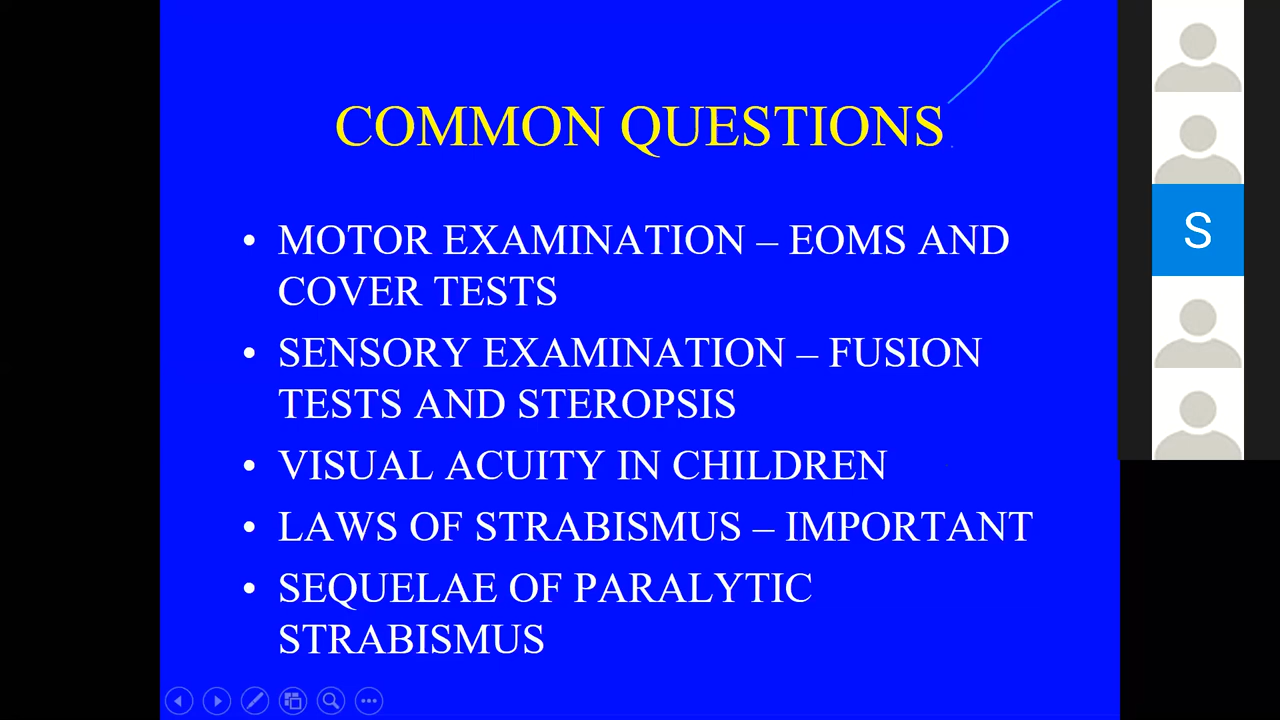 COMMON QUESTIONS
• MOTOR EXAMINATION – EOMS AND
COVER TESTS
• SENSORY EXAMINATION – FUSION
TESTS AND STEROPSIS
• VISUAL ACUITY IN CHILDREN
• LAWS OF STRABISMUS – IMPORTANT
• SEQUELAE OF PARALYTIC
STRABISMUS
S